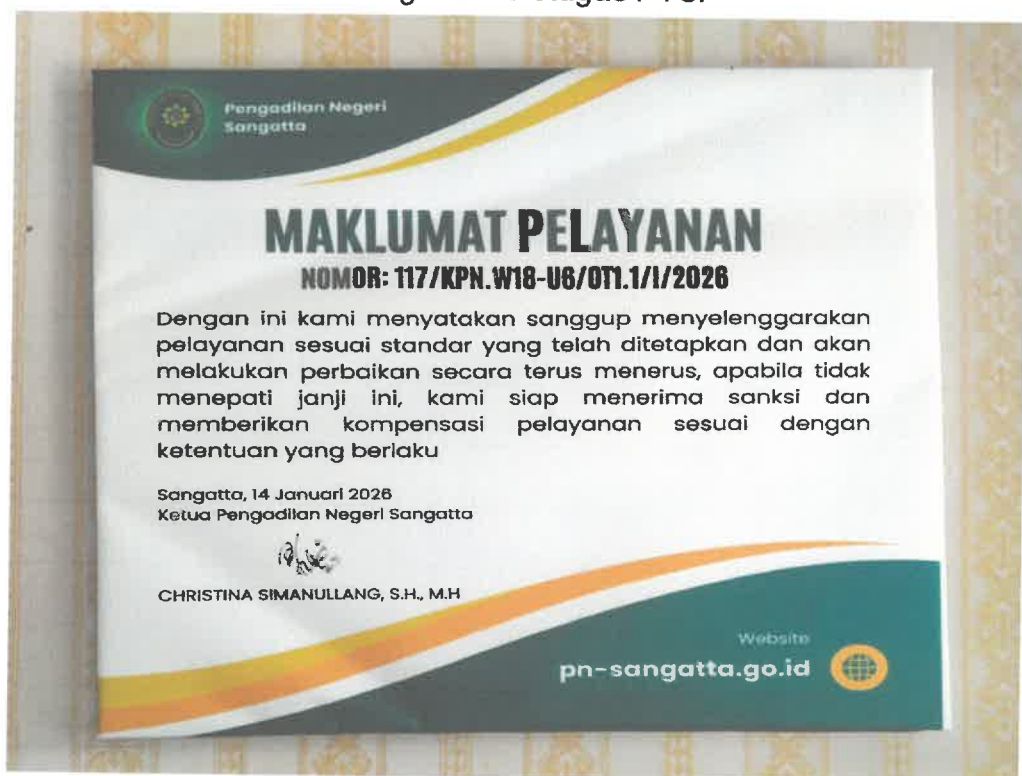 Pengadilan Negeri
Sangatta
MAKLUMAT PELAYANAN
NOMOR: 117/KPN.W18-U6/OT1.1/I/2026
Dengan ini kami menyatakan sanggup menyelenggarakan
pelayanan sesuai standar yang telah ditetapkan dan akan
melakukan perbaikan secara terus menerus, apabila tidak
menepati janji ini, kami siap menerima sanksi dan
memberikan kompensasi pelayanan sesuai dengan
ketentuan yang berlaku
Sangatta, 14 Januari 2026
Ketua Pengadilan Negeri Sangatta
CHRISTINA SIMANULLANG, S.H., M.H
Website
pn-sangatta.go.id